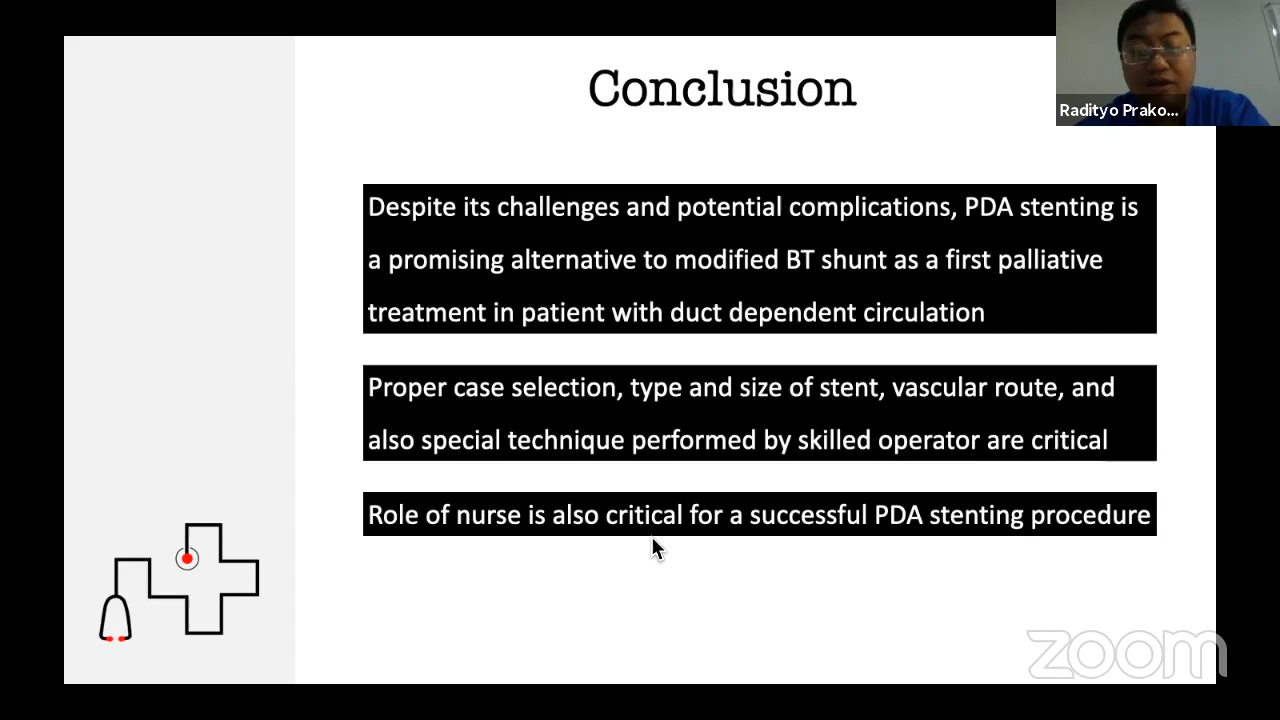 Conclusion
Radityo Prako...
Despite its challenges and potential complications, PDA stenting is
a promising alternative to modified BT shunt as a first palliative
treatment in patient with duct dependent circulation
Proper case selection, type and size of stent, vascular route, and
also special technique performed by skilled operator are critical
Role of nurse is also critical for a successful PDA stenting procedure
zoom